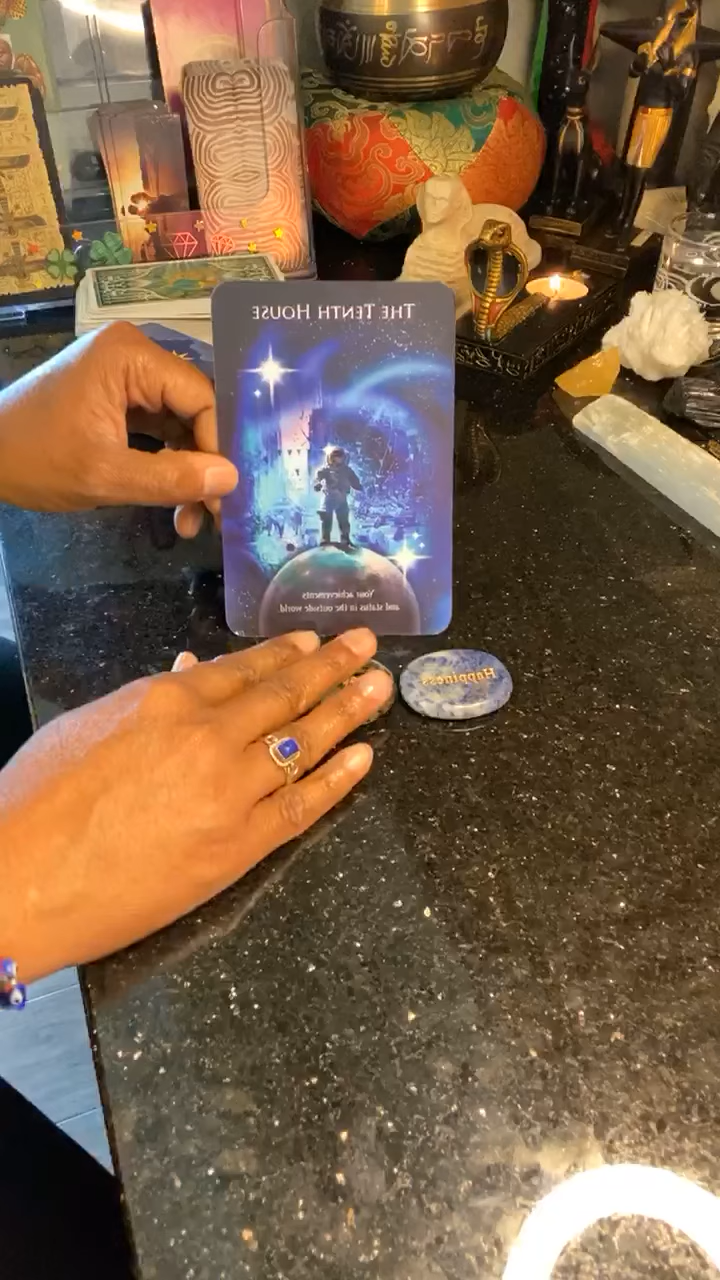 The Tenth House
Your achievements
and status in the outside world
Happiness